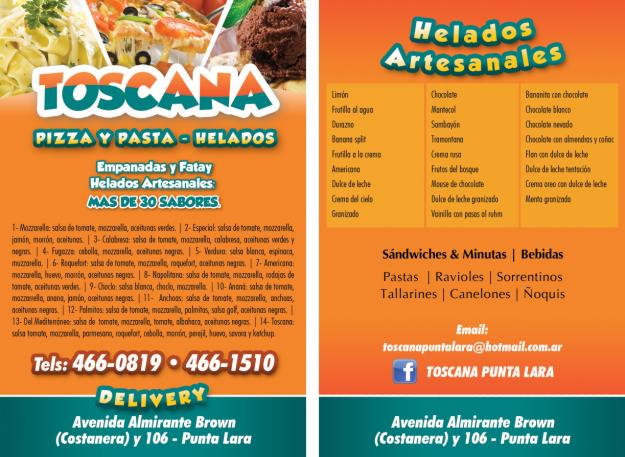 TOSCANA
PIZZA Y PASTA - HELADOS
Empanadas y Fatay
Helados Artesanales
MAS DE 30 SABORES
1- Mozzarella: salsa de tomate, mozzarella, aceitunas verdes. | 2- Especial: salsa de tomate, mozzarella,
jamón, morrón, aceitunas. | 3- Calabresa: salsa de tomate, mozzarella, calabresa, aceitunas verdes y
negras. | 4- Fugazza: cebolla, mozzarella, aceitunas negras. | 5- Verdura: salsa blanca, espinaca,
muzzarella. | 6- Roquefort: salsa de tomate, mozzarella, roquefort, aceitunas negras. | 7- Americana:
mozzarella, huevo, morón, aceitunas negras. | 8- Napolitana: salsa de tomate, mozzarella, rodajas de
tomate, aceitunas verdes. | 9- Choclo: salsa blanca, choclo, mozzarella. | 10- Ananá: salsa de tomate,
mozzarella, anana, jamón, aceitunas negras. | 11- Anchoas: salsa de tomate, mozzarella, anchoas,
aceitunas negras. | 12- Palmitos: salsa de tomate, mozzarella, palmitos, salsa golf, aceitunas negras. |
13- Del Mediterráneo: salsa de tomate, mozzarella, tomate, albahaca, aceitunas negras. | 14- Toscana:
salsa tomate, mozzarella, parmesano, roquefort, cebolla, morrón, perejil, huevo, savora y ketchup.
Tels: 466-0819 • 466-1510
DELIVERY
Avenida Almirante Brown
(Costanera) y 106 - Punta Lara
Helados
Artesanales
Limón
Frutilla al agua
Durazno
Banana split
Frutilla a la crema
Americana
Dulce de leche
Crema del cielo
Granizado
Chocolate
Mantecol
Sambayón
Tramontana
Crema rusa
Frutos del bosque
Mouse de chocolate
Dulce de leche granizado
Vainilla con pasas al ruhm
Bananita con chocolate
Chocolate blanco
Chocolate nevado
Chocolate con almendras y coñac
Flan con dulce de leche
Dulce de leche tentación
Crema oreo con dulce de leche
Menta granizada
Sándwiches & Minutas | Bebidas
Pastas | Ravioles | Sorrentinos
Tallarines | Canelones | Ñoquis
Email:
toscanapuntalara@hotmail.com.ar
f TOSCANA PUNTA LARA
Avenida Almirante Brown
(Costanera) y 106 - Punta Lara